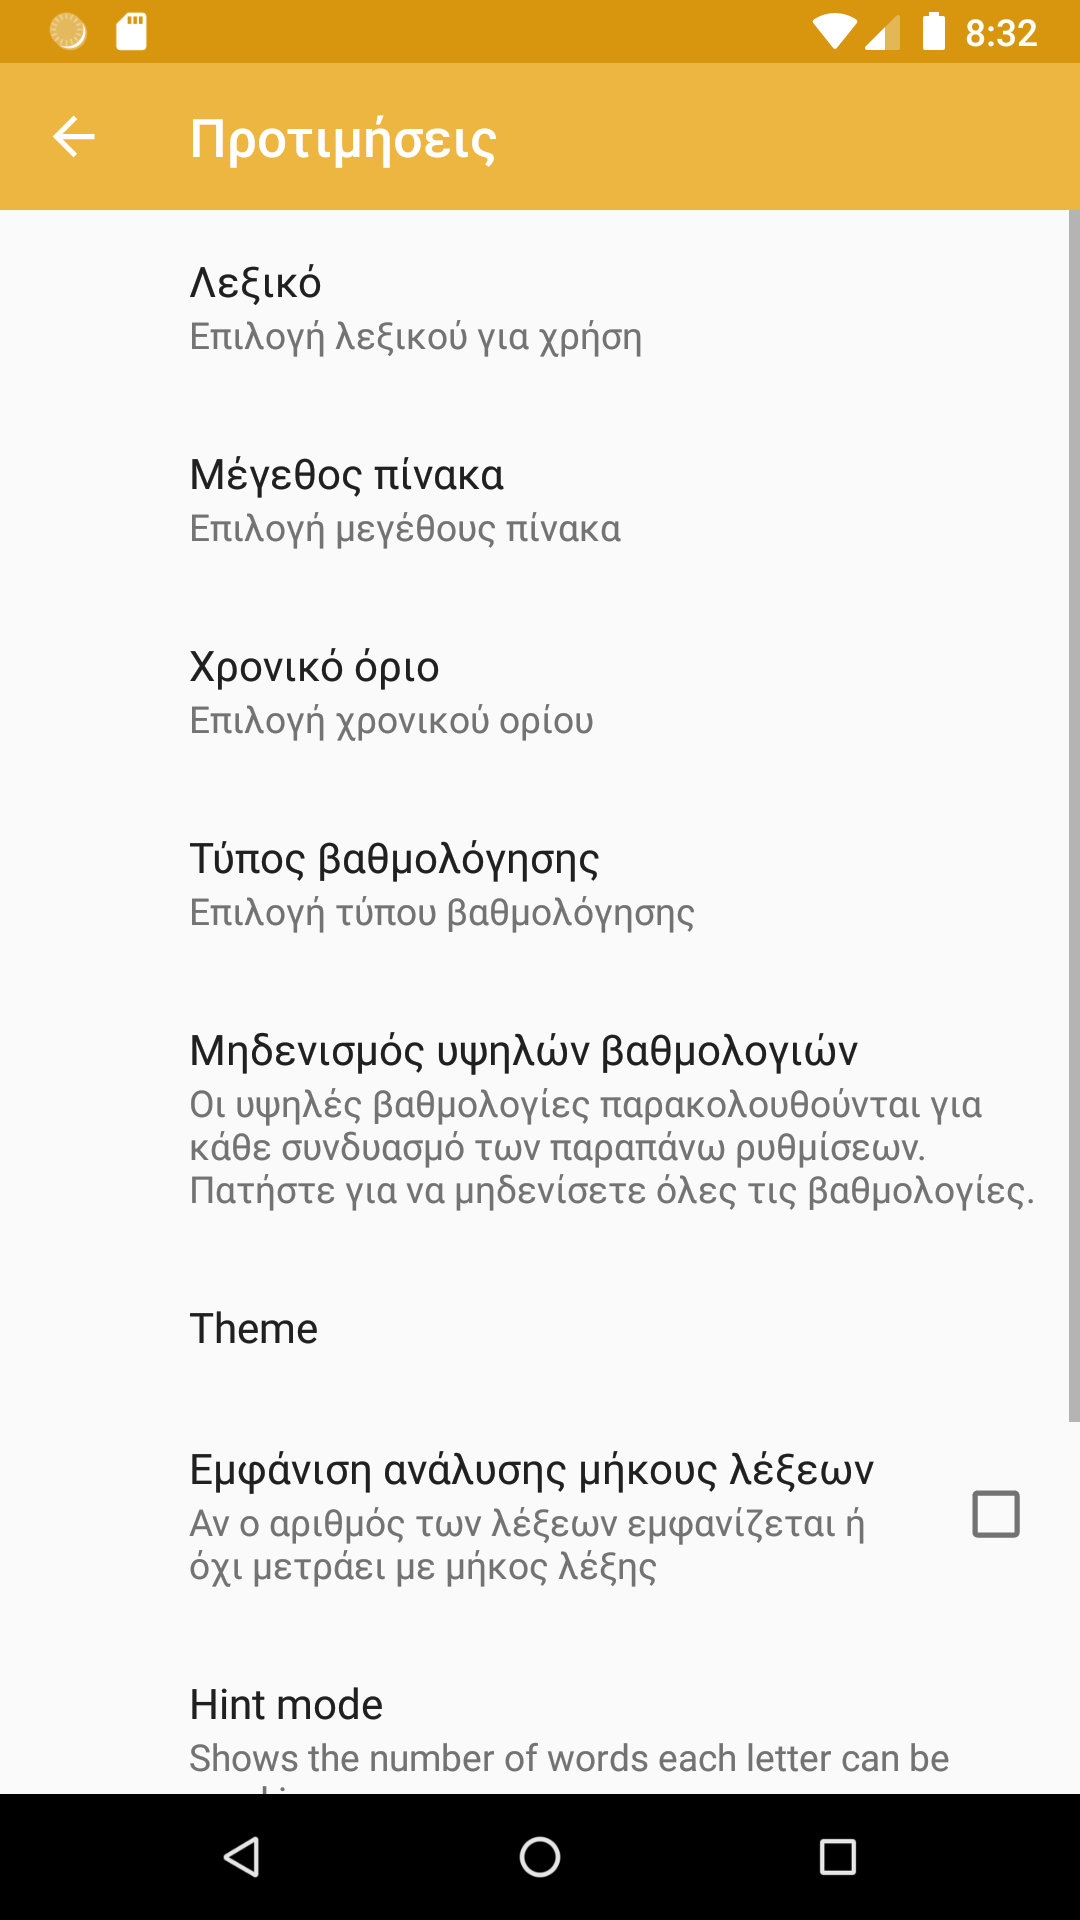 8:32
Προτιμήσεις
Λεξικό
Επιλογή λεξικού για χρήση
Μέγεθος πίνακα
Επιλογή μεγέθους πίνακα
Χρονικό όριο
Επιλογή χρονικού ορίου
Τύπος βαθμολόγησης
Επιλογή τύπου βαθμολόγησης
Μηδενισμός υψηλών βαθμολογιών
Οι υψηλές βαθμολογίες παρακολουθούνται για
κάθε συνδυασμό των παραπάνω ρυθμίσεων.
Πατήστε για να μηδενίσετε όλες τις βαθμολογίες.
Theme
Εμφάνιση ανάλυσης μήκους λέξεων
Αν ο αριθμός των λέξεων εμφανίζεται ή
όχι μετράει με μήκος λέξης
Hint mode
Shows the number of words each letter can be